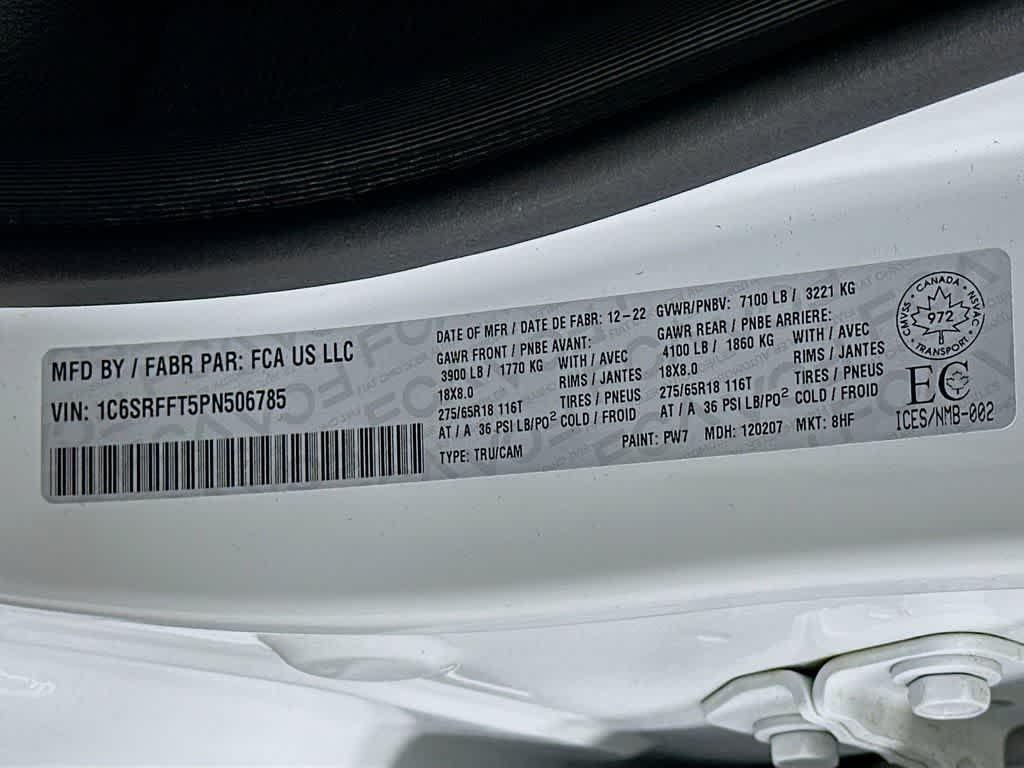 MFD BY / FABR PAR: FCA US LLC
VIN: 1C6SRFFT5PN506785
DATE OF MFR / DATE DE FABR: 12-22 GVWR/PNBV: 7100 LB / 3221 KG
GAWR FRONT / PNBE AVANT:
3900 LB / 1770 KG WITH / AVEC
18X8.0 RIMS / JANTES
275/65R18 116T TIRES / PNEUS
AT / A 36 PSI LB/PO² COLD / FROID
TYPE: TRU/CAM
GAWR REAR / PNBE ARRIERE:
4100 LB / 1860 KG WITH / AVEC
18X8.0 RIMS / JANTES
275/65R18 116T TIRES / PNEUS
AT / A 36 PSI LB/PO² COLD / FROID
PAINT: PW7 MDH: 120207 MKT: 8HF
CMVSS • CANADA • NSVAC
972
TRANSPORT
EC
ICES/NMB-002